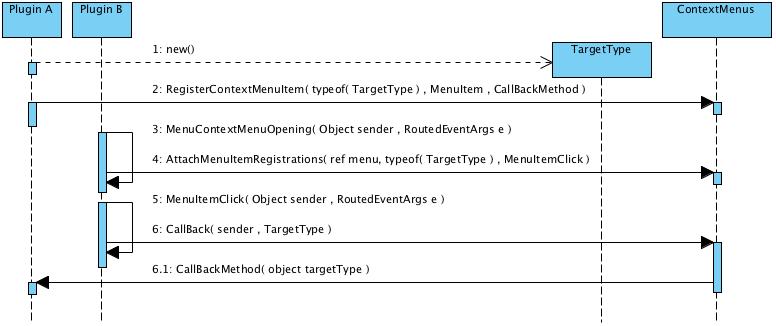 Plugin A
Plugin B
ContextMenus
TargetType
1: new()
2: RegisterContextMenuItem( typeof( TargetType ) , MenuItem , CallBackMethod )
3: MenuContextMenuOpening( Object sender , RoutedEventArgs e )
4: AttachMenuItemRegistrations( ref menu, typeof( TargetType ) , MenuItemClick )
5: MenuItemClick( Object sender , RoutedEventArgs e )
6: CallBack( sender , TargetType )
6.1: CallBackMethod( object targetType )